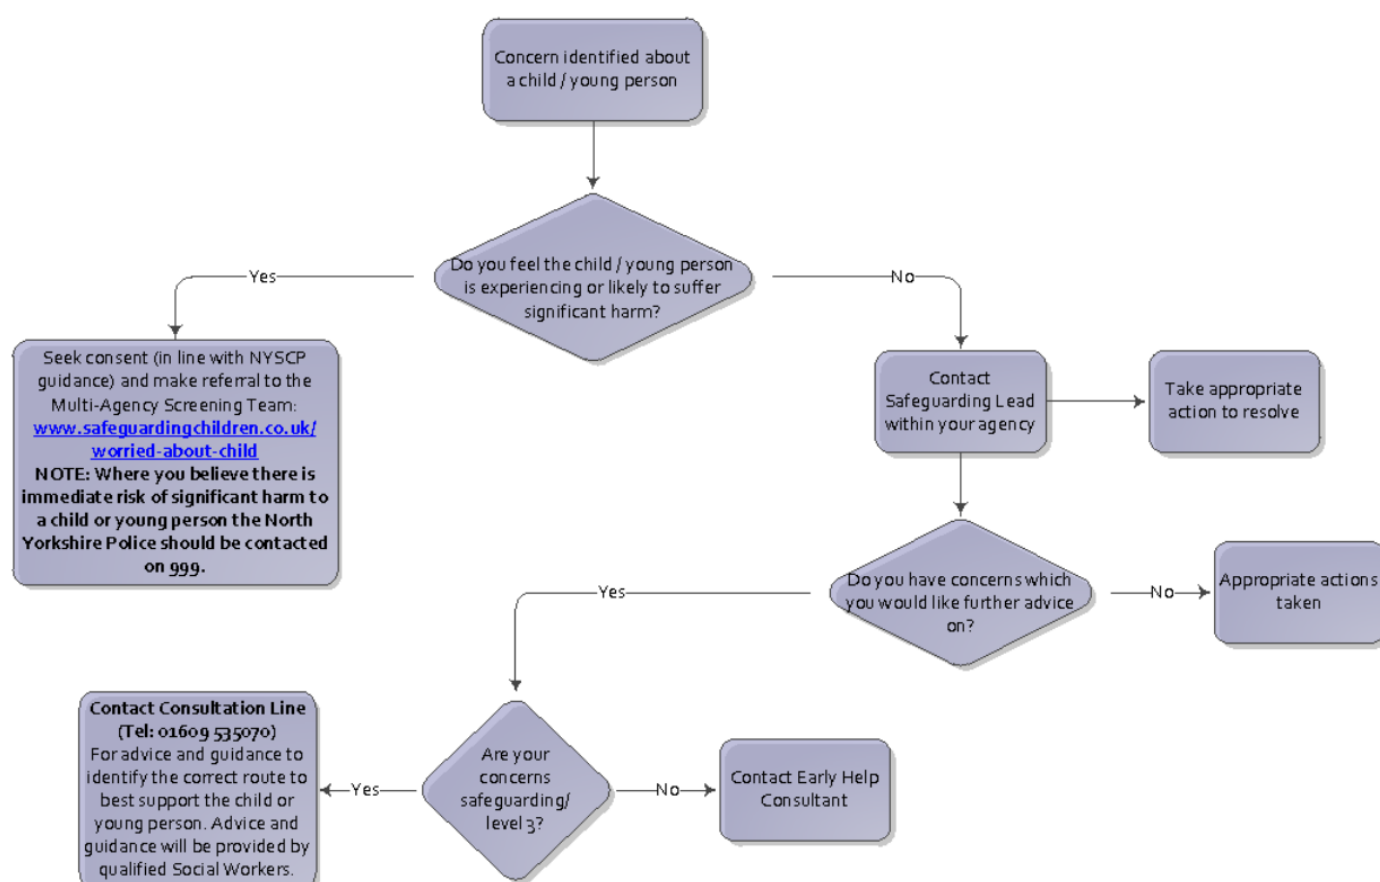 Concern identified about
a child / young person
Do you feel the child / young person
is experiencing or likely to suffer
significant harm?
Yes
No
Seek consent (in line with NYSCP
guidance) and make referral to the
Multi-Agency Screening Team:
www.safeguardingchildren.co.uk/
worried-about-child
NOTE: Where you believe there is
immediate risk of significant harm to
a child or young person the North
Yorkshire Police should be contacted
on 999.
Contact
Safeguarding Lead
within your agency
Take appropriate
action to resolve
Do you have concerns which
you would like further advice
on?
Yes
No
Appropriate actions
taken
Are your
concerns
safeguarding/
level 3?
Yes
No
Contact Consultation Line
(Tel: 01609 535070)
For advice and guidance to
identify the correct route to
best support the child or
young person. Advice and
guidance will be provided by
qualified Social Workers.
Contact Early Help
Consultant